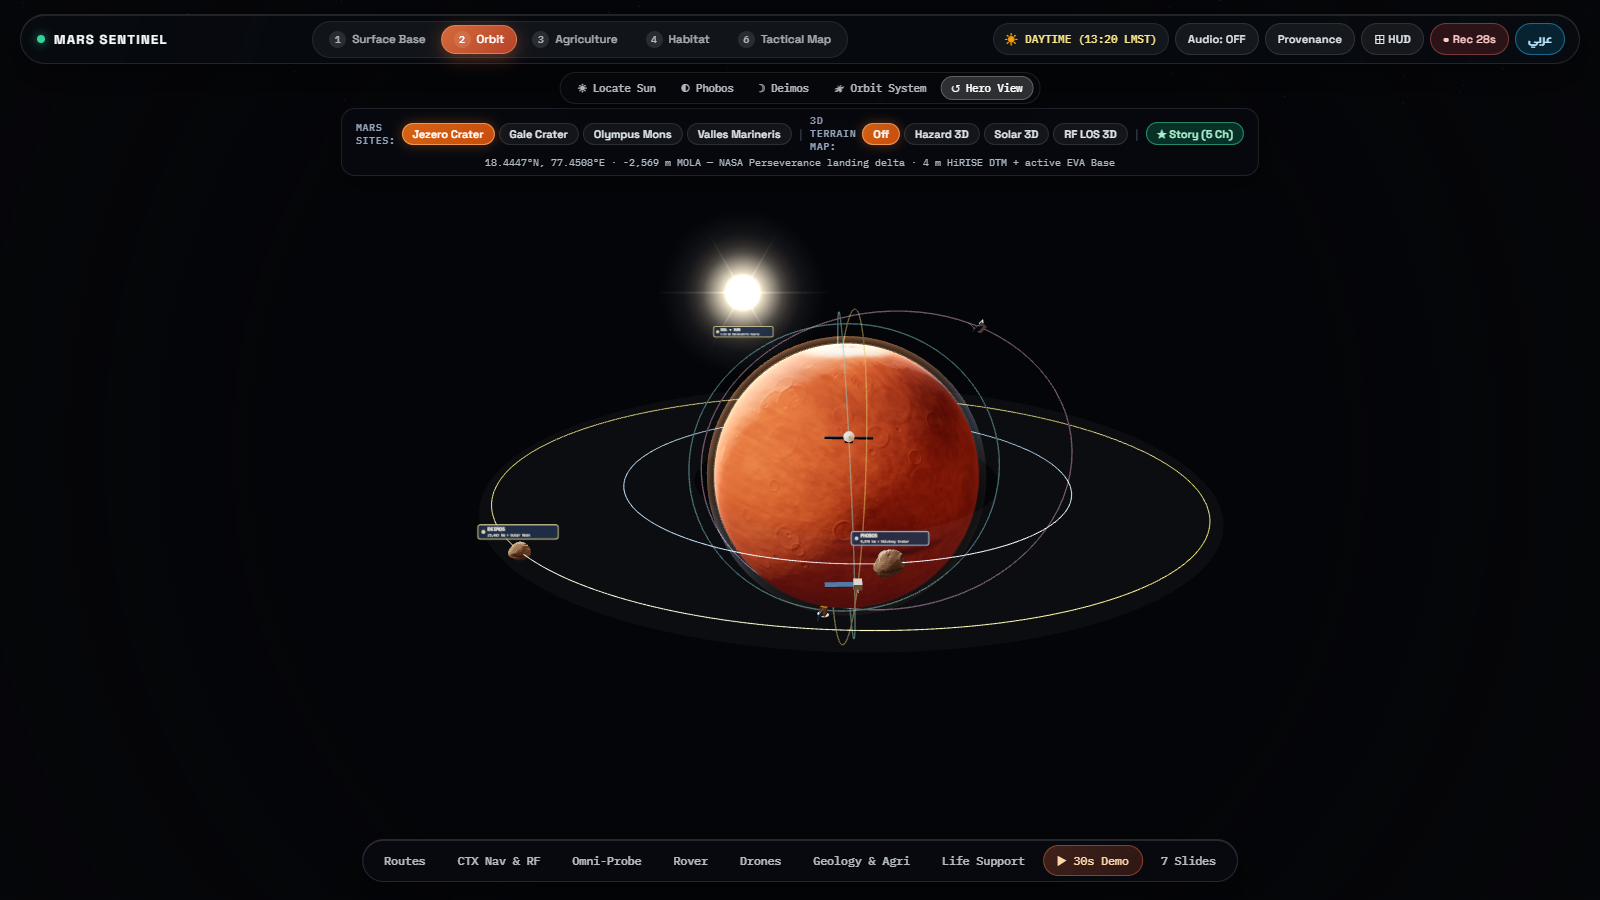 MARS SENTINEL
1 Surface Base
2 Orbit
3 Agriculture
4 Habitat
6 Tactical Map
DAYTIME (13:20 LMST)
Audio: OFF
Provenance
HUD
Rec 28s
عربي
Locate Sun
Phobos
Deimos
Orbit System
Hero View
MARS SITES:
Jezero Crater
Gale Crater
Olympus Mons
Valles Marineris
3D TERRAIN MAP:
Off
Hazard 3D
Solar 3D
RF LOS 3D
★ Story (5 Ch)
18.4447°N, 77.4508°E · -2,569 m MOLA — NASA Perseverance landing delta · 4 m HiRISE DTM + active EVA Base
DEIMOS
PHOBOS
Routes
CTX Nav & RF
Omni-Probe
Rover
Drones
Geology & Agri
Life Support
▶ 30s Demo
7 Slides